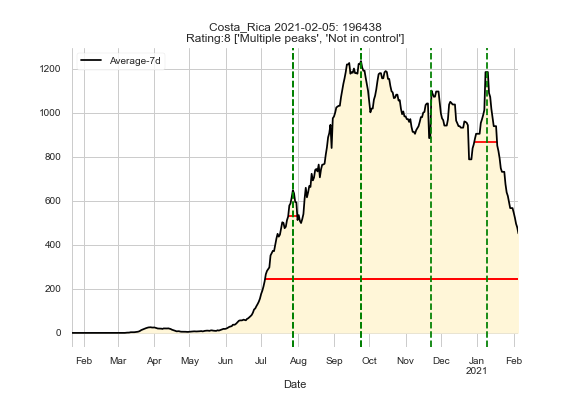 Costa_Rica 2021-02-05: 196438
Rating:8 ['Multiple peaks', 'Not in control']
Average-7d
1200
1000
800
600
400
200
0
Feb Mar Apr May Jun Jul Aug Sep Oct Nov Dec Jan Feb
2021
Date